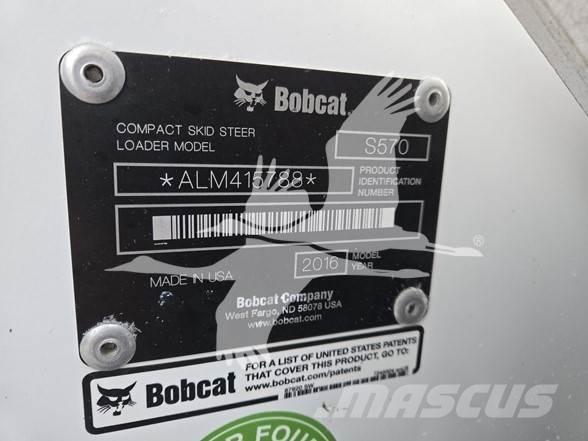 Bobcat
COMPACT SKID STEER
LOADER MODEL
S570
*ALM415788*
PRODUCT
IDENTIFICATION
NUMBER
MADE IN USA
2016
MODEL
YEAR
Bobcat Company
West Fargo, ND 58078 USA
www.bobcat.com
Bobcat
FOR A LIST OF UNITED STATES PATENTS
THAT COVER THIS PRODUCT, GO TO:
www.bobcat.com/patents
®
MASCUS